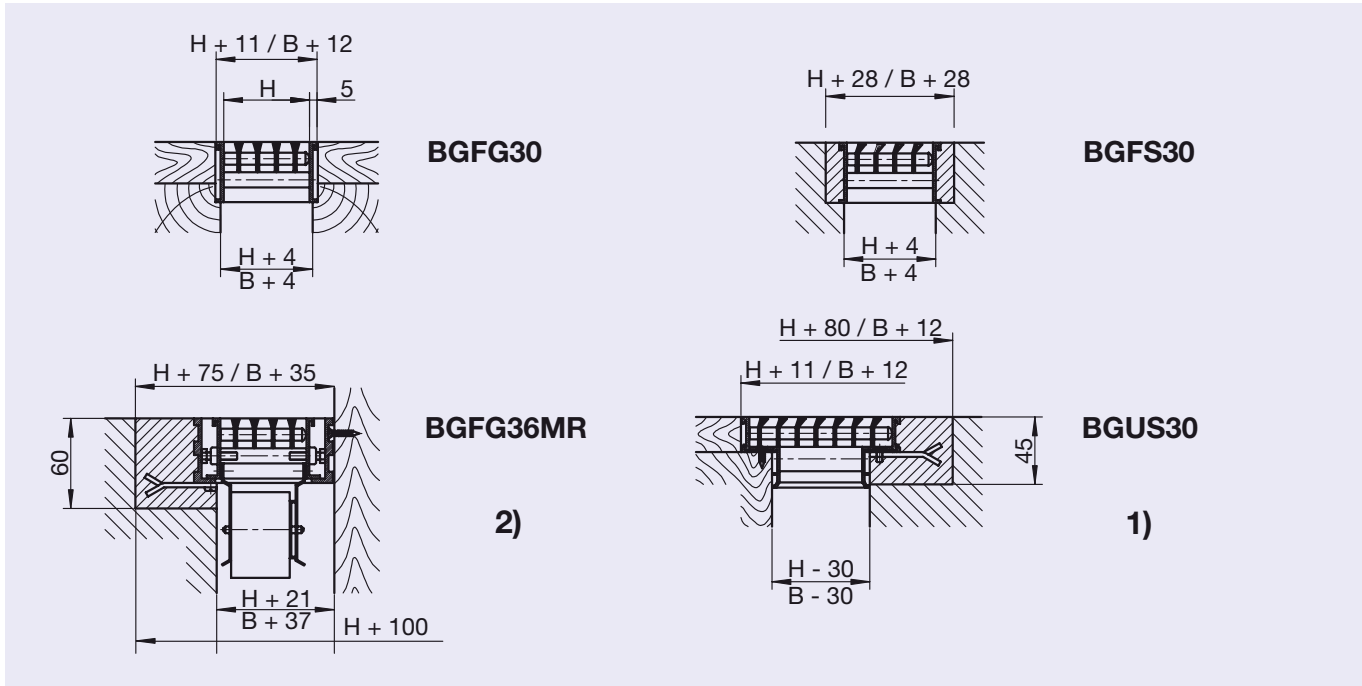 H + 11 / B + 12
H
5
BGFG30
H + 4
B + 4
H + 28 / B + 28
BGFS30
H + 4
B + 4
H + 75 / B + 35
60
BGFG36MR
2)
H + 21
B + 37
H + 100
H + 80 / B + 12
H + 11 / B + 12
45
BGUS30
1)
H - 30
B - 30